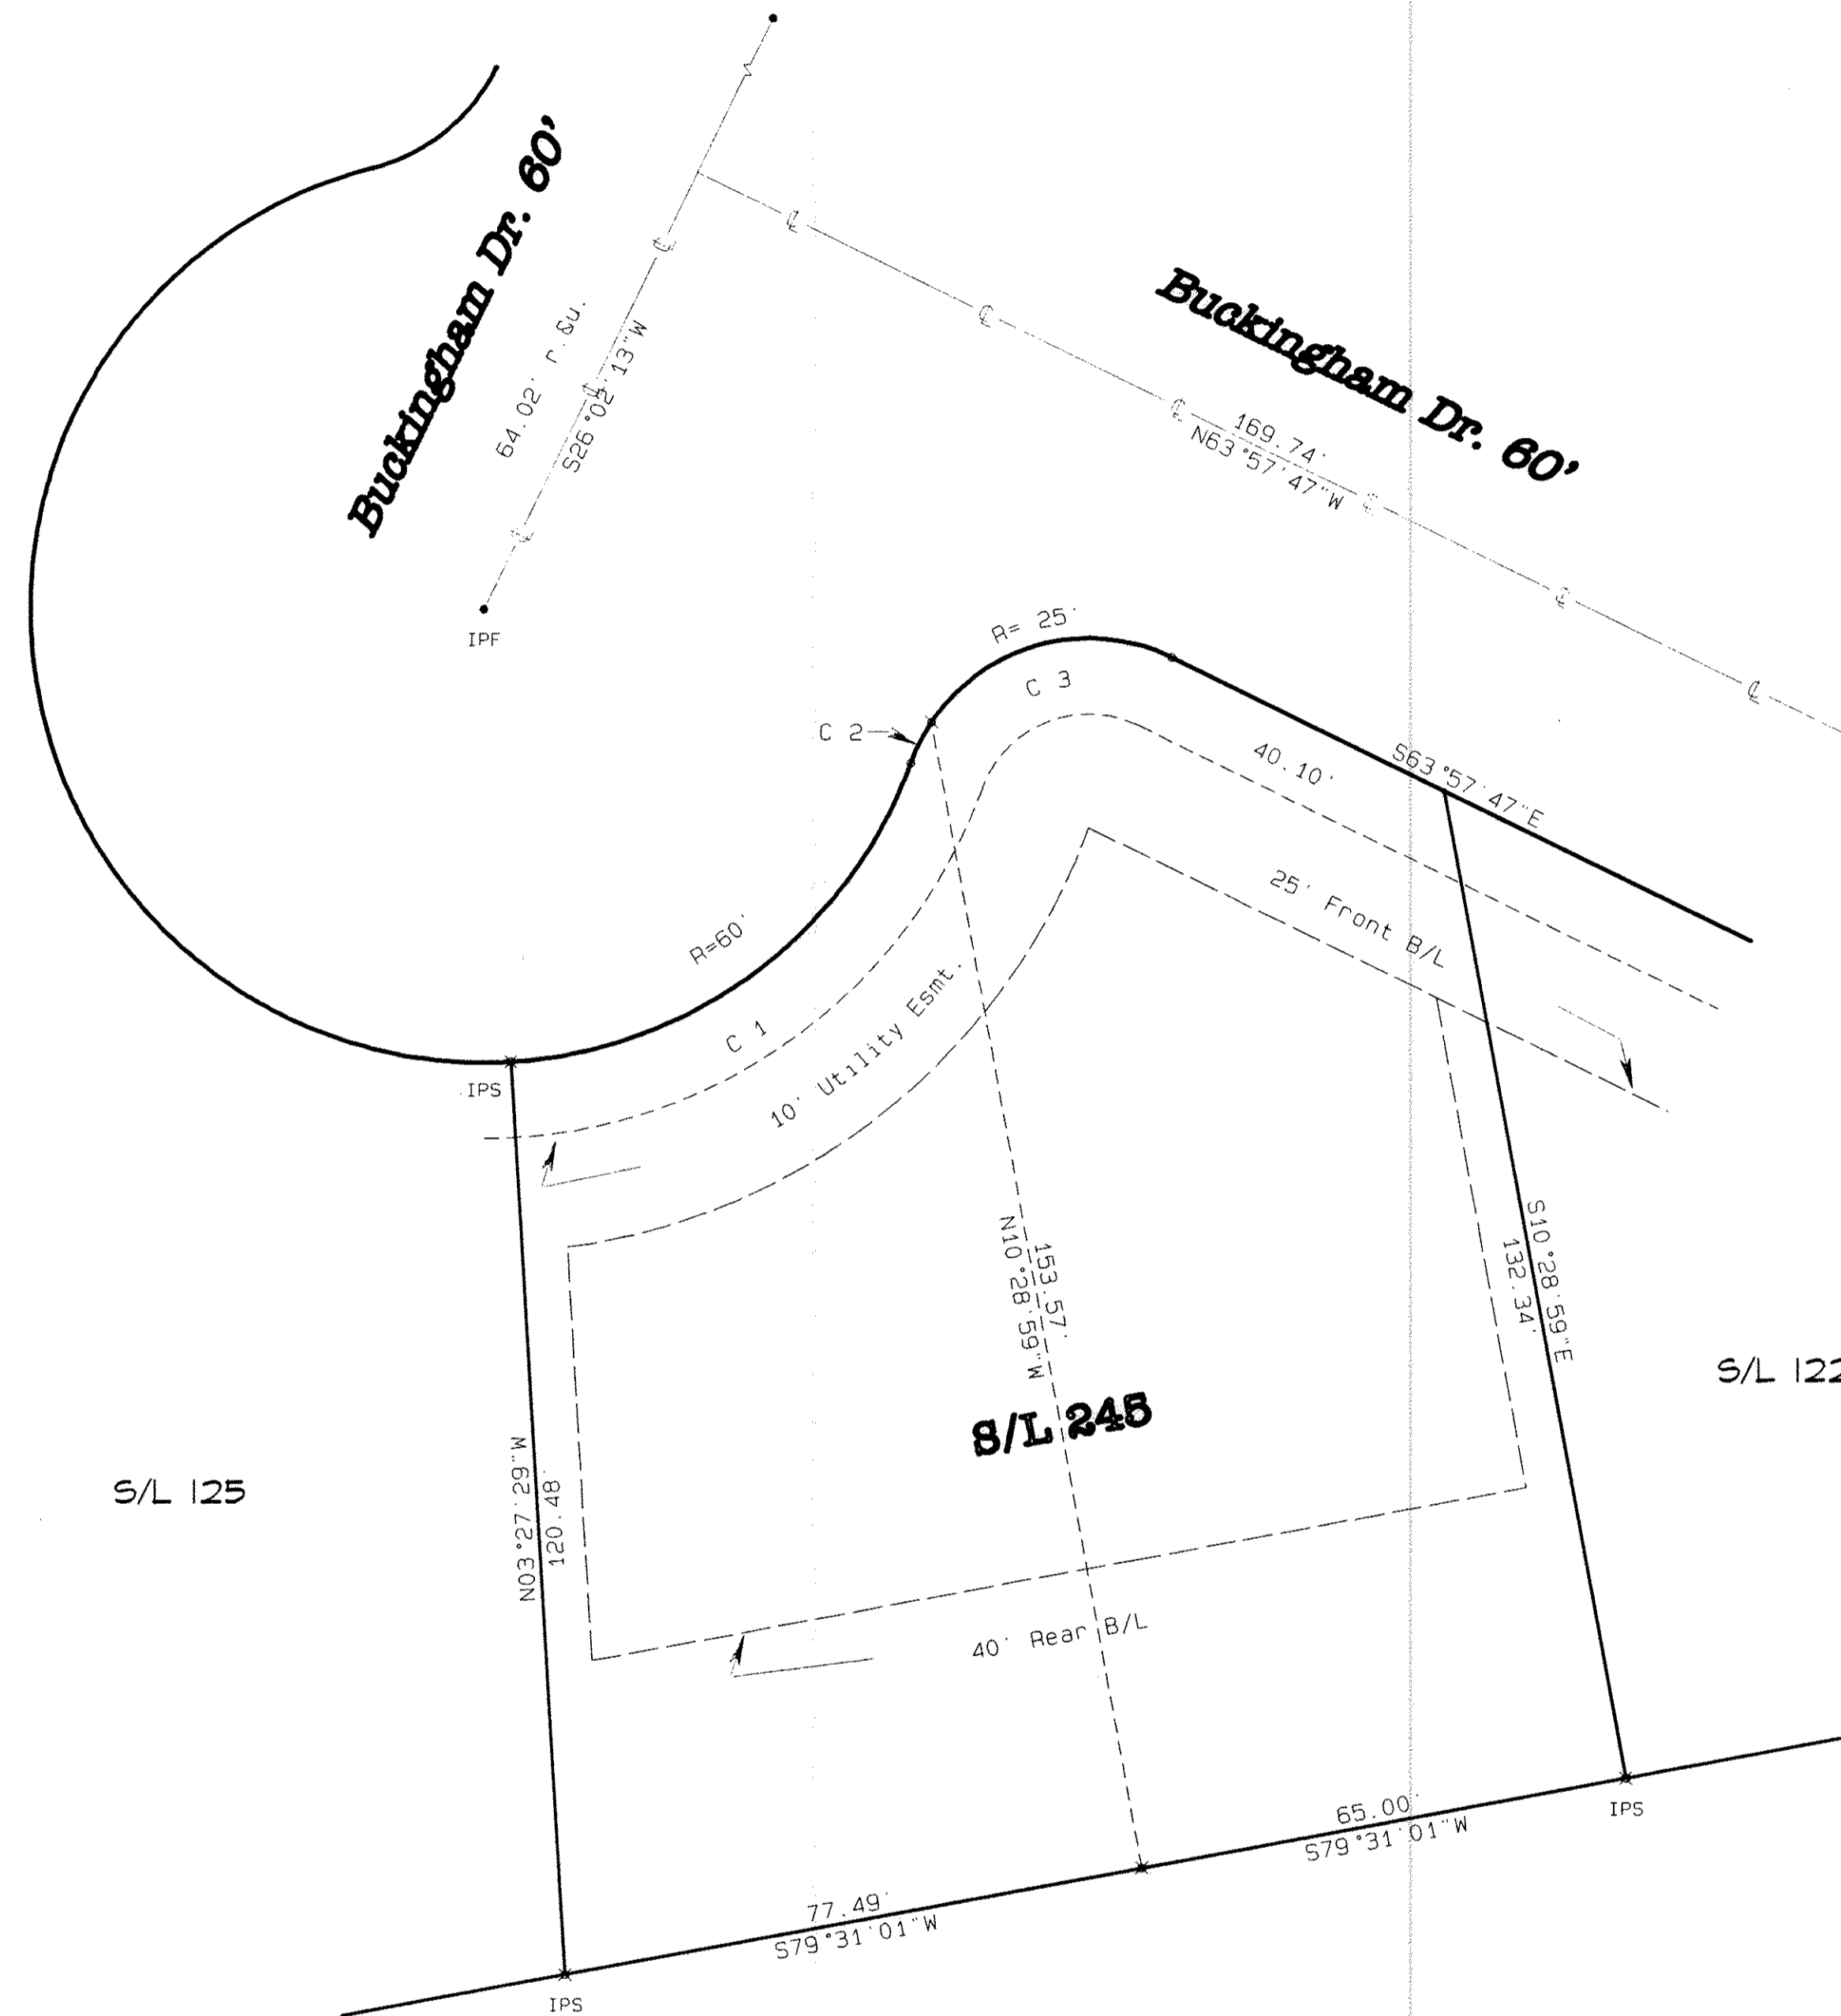 Buckingham Dr. 60'
64.02' r.&u.
S26°02'13"W
Buckingham Dr. 60'
169.74'
N63°57'47"W
IPF
R= 25'
C 3
C 2
40.10'
S63°57'47"E
25' Front B/L
R=60'
C 1
10' Utility Esmt.
IPS
153.57'
N10°28'59"W
S10°28'59"E
132.34'
S/L 122
S/L 245
S/L 125
N03°27'29"W
120.48'
40' Rear B/L
65.00'
S79°31'01"W
IPS
77.49'
S79°31'01"W
IPS